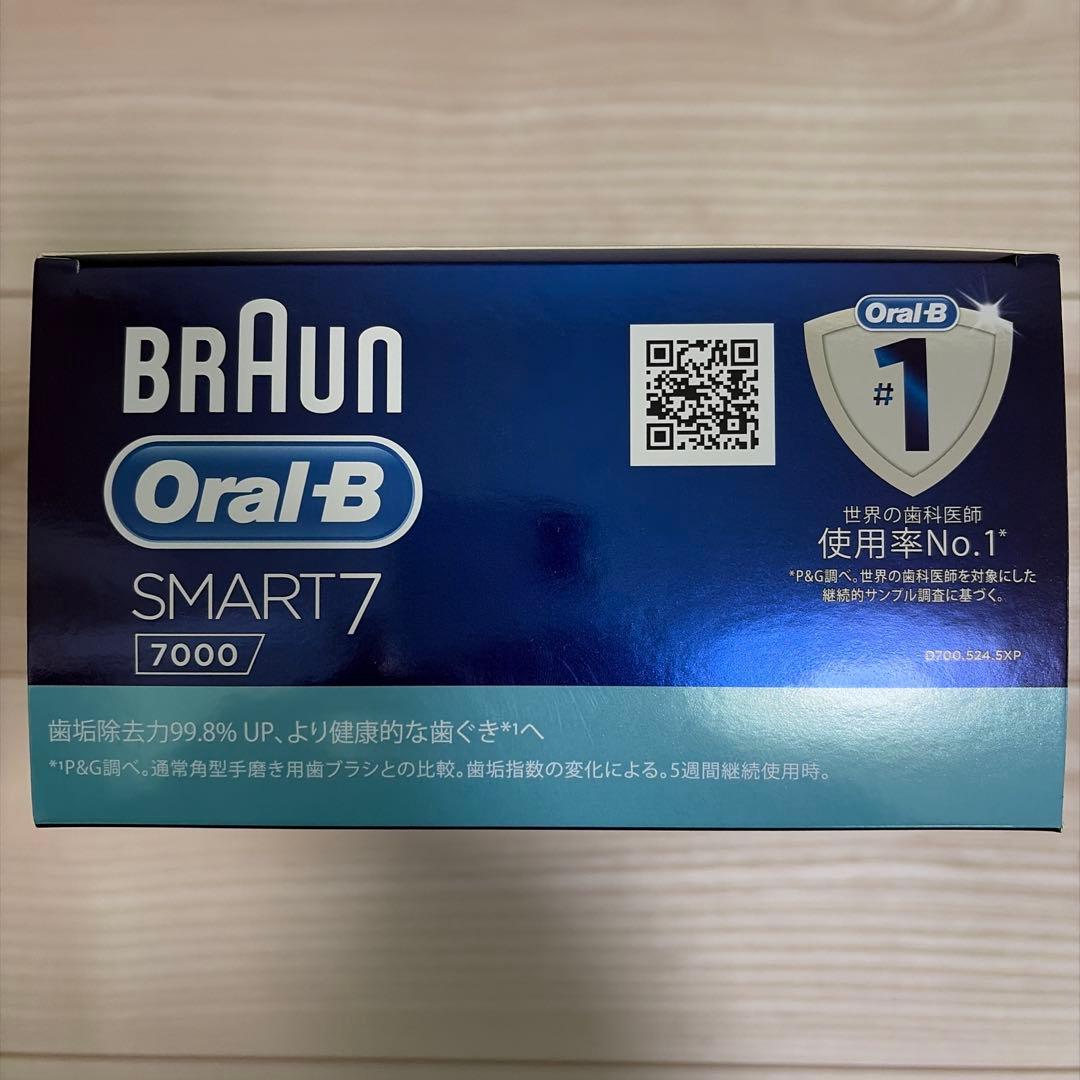 BRAUN
Oral-B
SMART7
7000
Oral-B
#1
世界の歯科医師
使用率No.1*
*P&G調べ。世界の歯科医師を対象にした
継続的サンプル調査に基づく。
D700.524.5XP
歯垢除去力99.8% UP、より健康的な歯ぐき*¹へ
*¹P&G調べ。通常角型手磨き用歯ブラシとの比較。歯垢指数の変化による。5週間継続使用時。